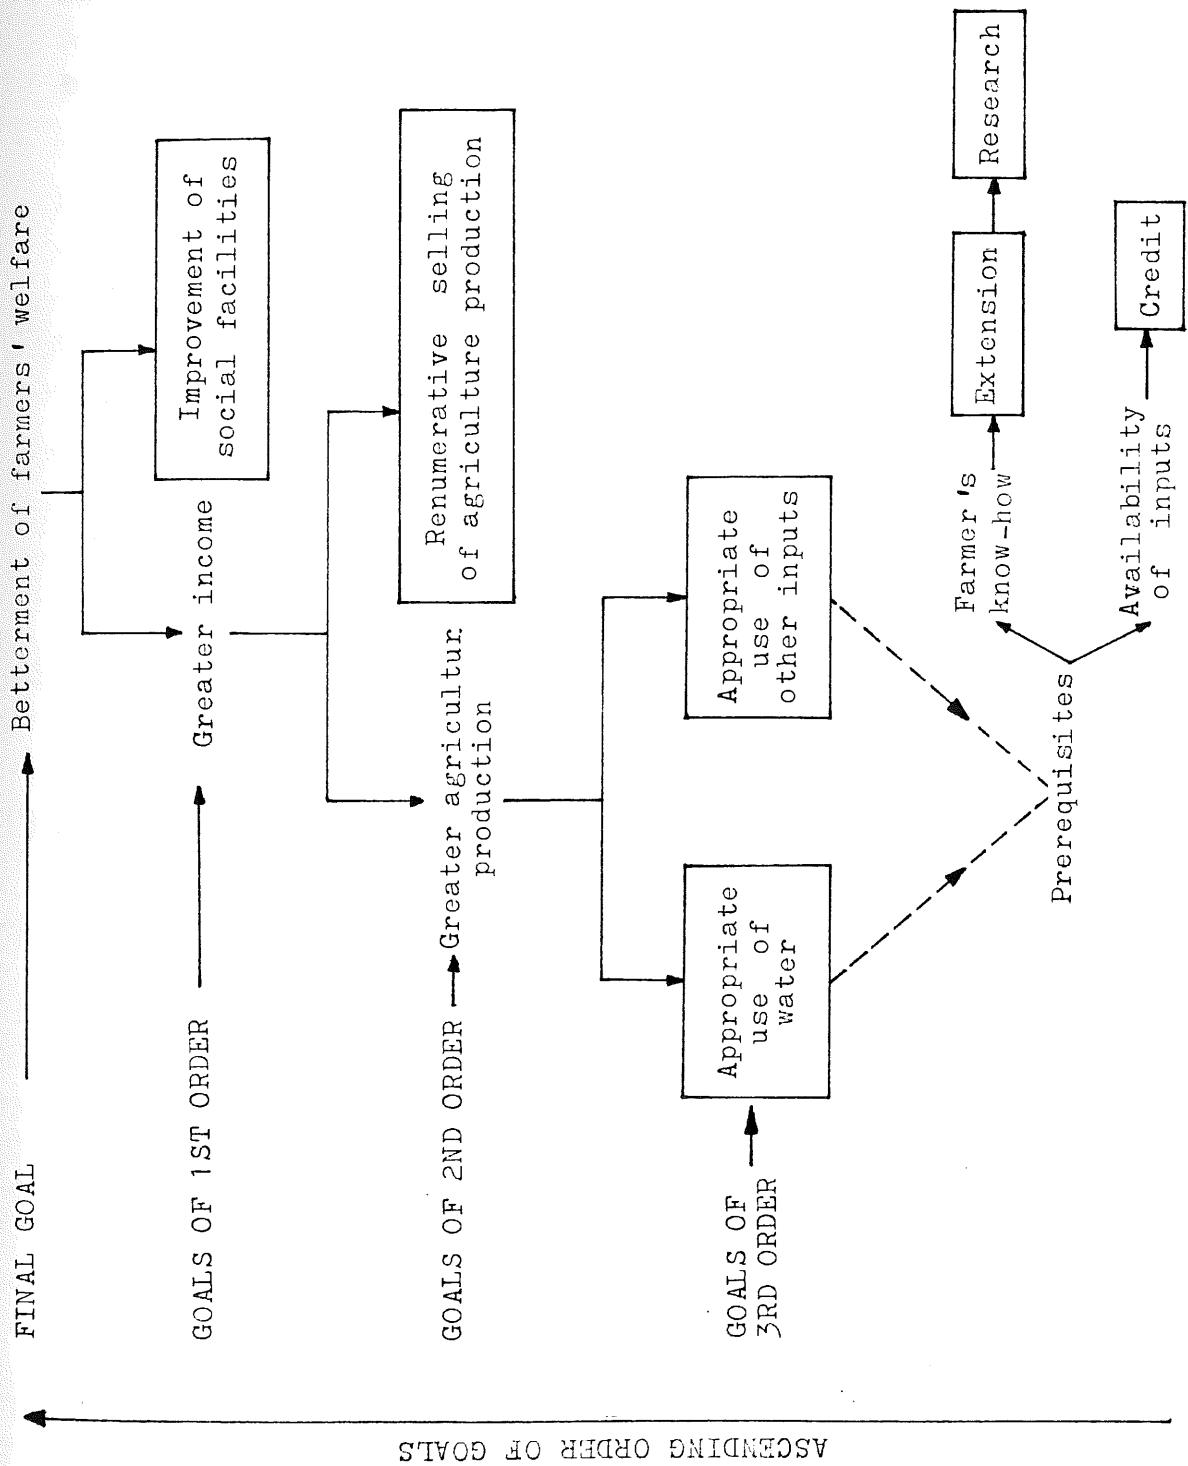 FINAL GOAL
Betterment of farmers' welfare
GOALS OF 1ST ORDER
Greater income
Improvement of
social facilities
GOALS OF 2ND ORDER
Greater agricultur.
production
Renumerative selling
of agriculture production
GOALS OF
3RD ORDER
Appropriate
use of
water
Appropriate
use of
other inputs
Prerequisites
Farmer's
know-how
Extension
Research
Availability
of inputs
Credit
ASCENDING ORDER OF GOALS